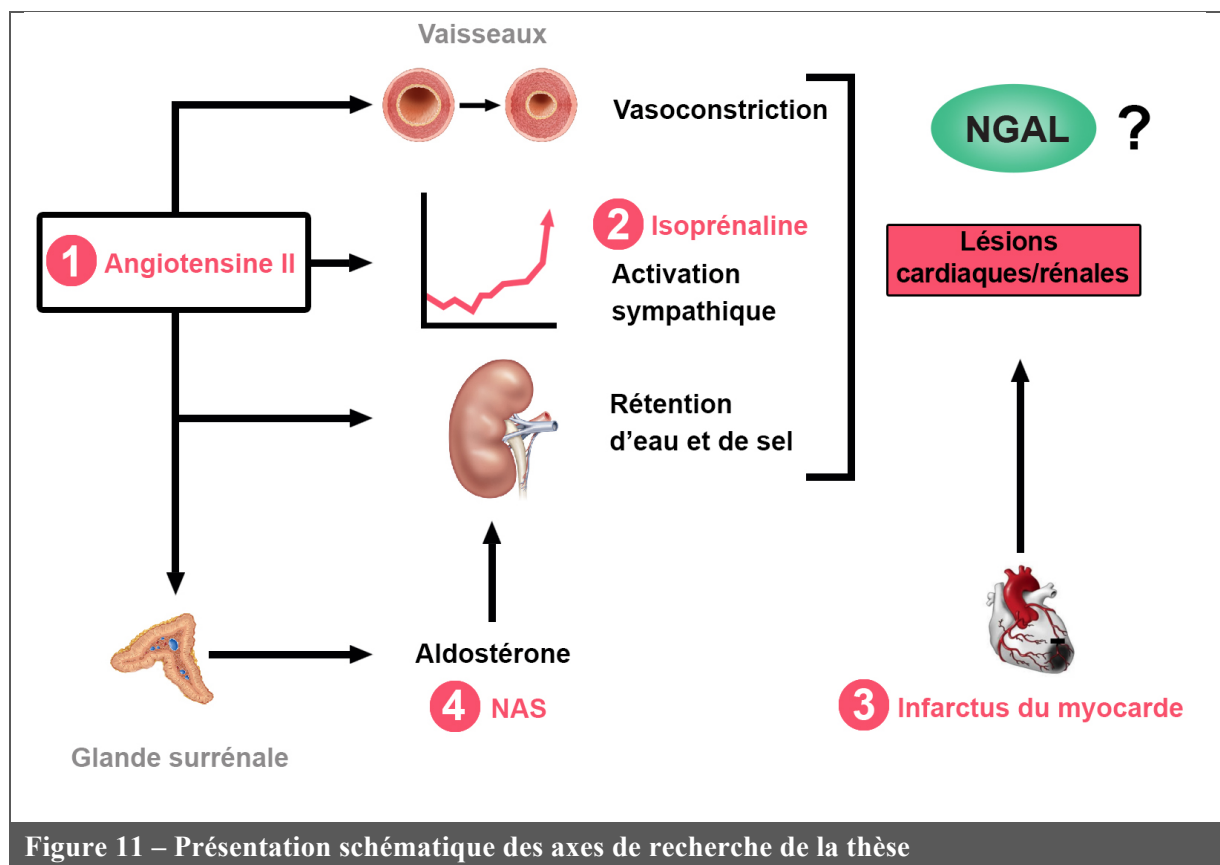 Vaisseaux
Vasoconstriction
NGAL ?
1 Angiotensine II
2 Isoprénaline
Activation
sympathique
Lésions
cardiaques/rénales
Rétention
d'eau et de sel
Aldostérone
4 NAS
3 Infarctus du myocarde
Glande surrénale
Figure 11 – Présentation schématique des axes de recherche de la thèse